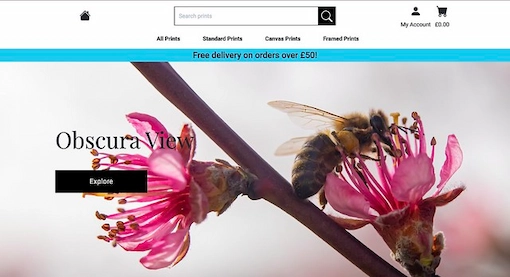 Search prints
My Account £0.00
All Prints Standard Prints Canvas Prints Framed Prints
Free delivery on orders over £50!
Obscura View
Explore